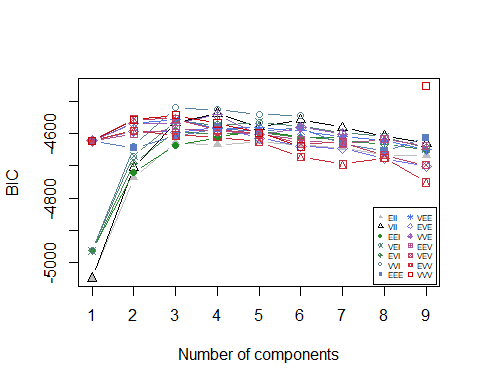 BIC
-4600
-4800
-5000
EII VEE
VII EVE
EEI VVE
VEI EEV
EVI VEV
VVI EVV
EEE VVV
1 2 3 4 5 6 7 8 9
Number of components